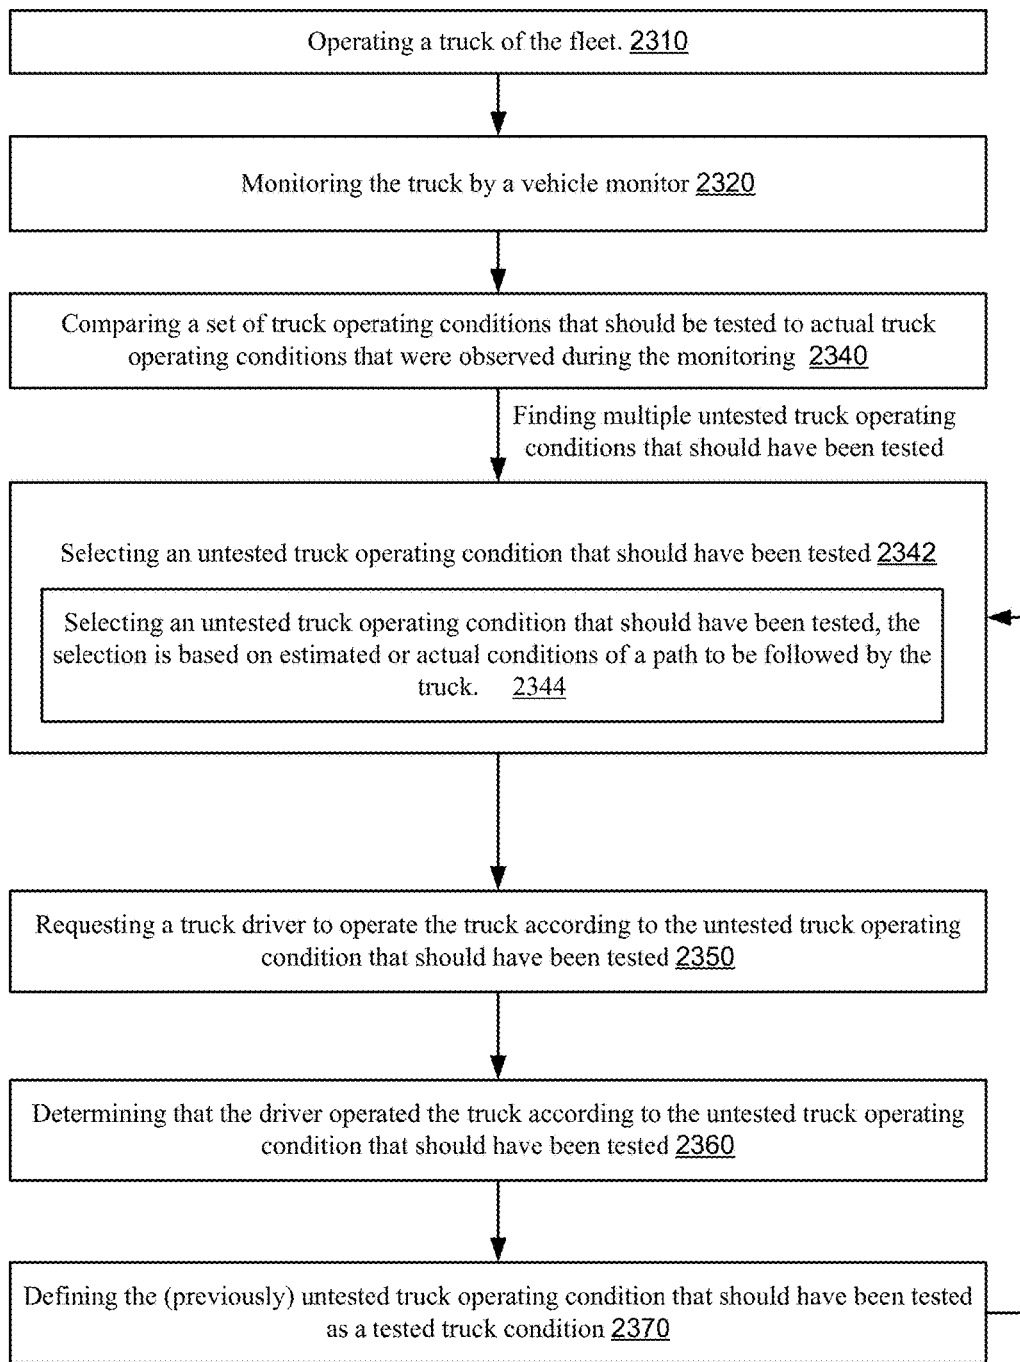 Operating a truck of the fleet. 2310
Monitoring the truck by a vehicle monitor 2320
Comparing a set of truck operating conditions that should be tested to actual truck
operating conditions that were observed during the monitoring 2340
Finding multiple untested truck operating
conditions that should have been tested
Selecting an untested truck operating condition that should have been tested 2342
Selecting an untested truck operating condition that should have been tested, the
selection is based on estimated or actual conditions of a path to be followed by the
truck. 2344
Requesting a truck driver to operate the truck according to the untested truck operating
condition that should have been tested 2350
Determining that the driver operated the truck according to the untested truck operating
condition that should have been tested 2360
Defining the (previously) untested truck operating condition that should have been tested
as a tested truck condition 2370